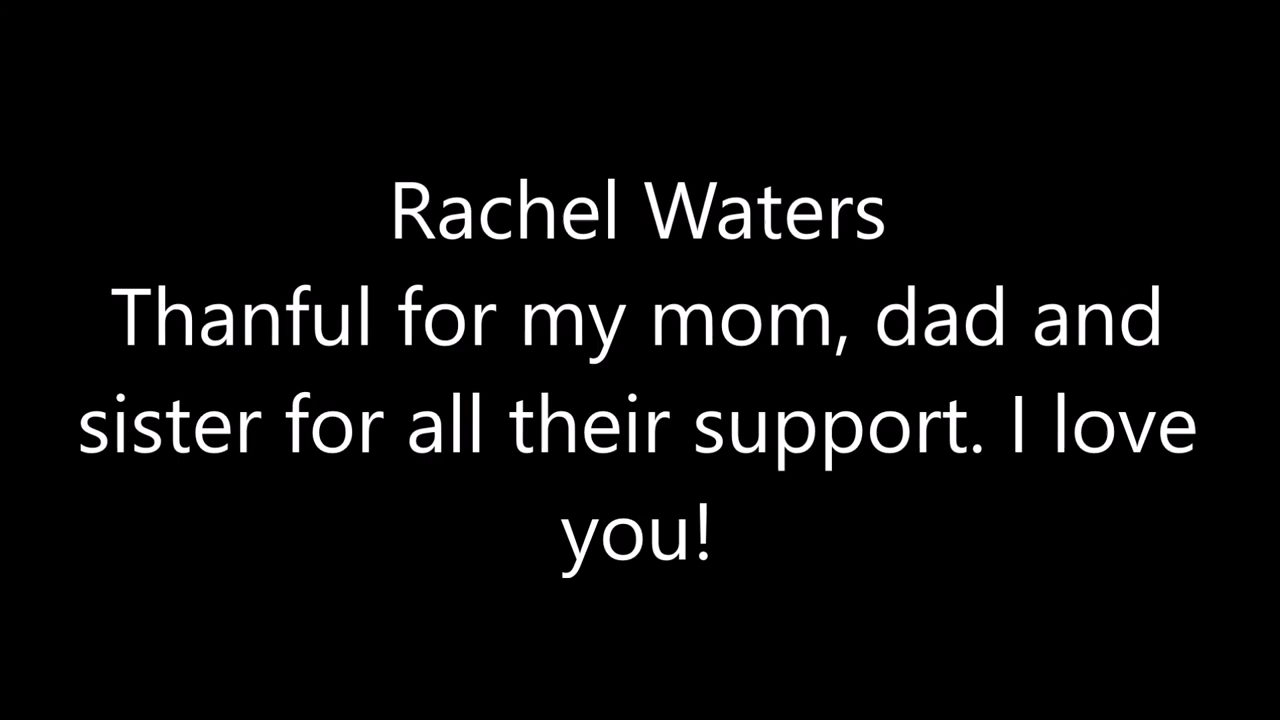 Rachel Waters
Thanful for my mom, dad and
sister for all their support. I love
you!